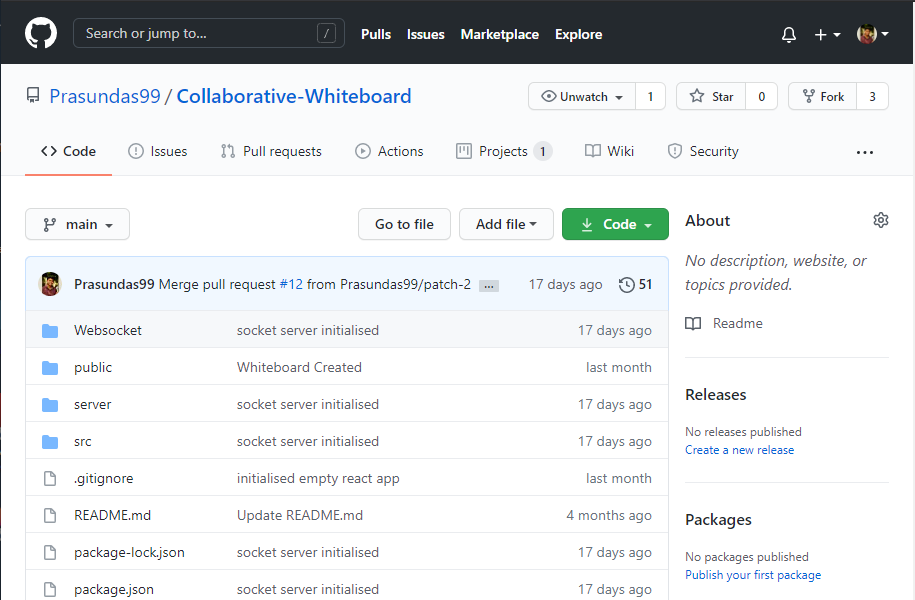 Search or jump to... / Pulls Issues Marketplace Explore
Prasundas99 / Collaborative-Whiteboard Unwatch 1 Star 0 Fork 3
Code Issues Pull requests Actions Projects 1 Wiki Security ...
main Go to file Add file Code
Prasundas99 Merge pull request #12 from Prasundas99/patch-2 ... 17 days ago 51
Websocket socket server initialised 17 days ago
public Whiteboard Created last month
server socket server initialised 17 days ago
src socket server initialised 17 days ago
.gitignore initialised empty react app last month
README.md Update README.md 4 months ago
package-lock.json socket server initialised 17 days ago
package.json socket server initialised 17 days ago
About
No description, website, or
topics provided.
Readme
Releases
No releases published
Create a new release
Packages
No packages published
Publish your first package